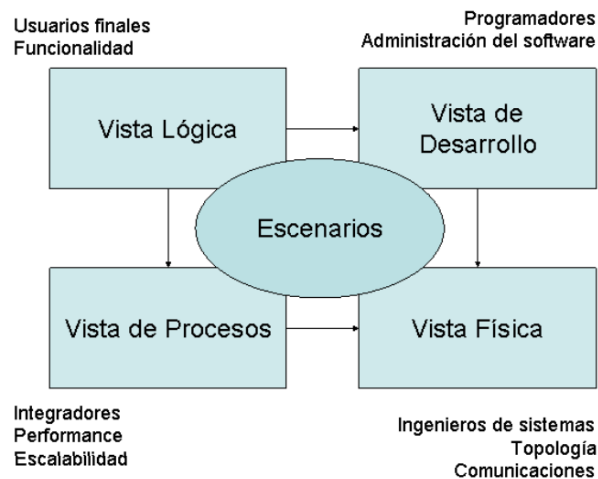 Usuarios finales
Funcionalidad
Programadores
Administración del software
Vista Lógica
Vista de
Desarrollo
Escenarios
Vista de Procesos
Vista Física
Integradores
Performance
Escalabilidad
Ingenieros de sistemas
Topología
Comunicaciones